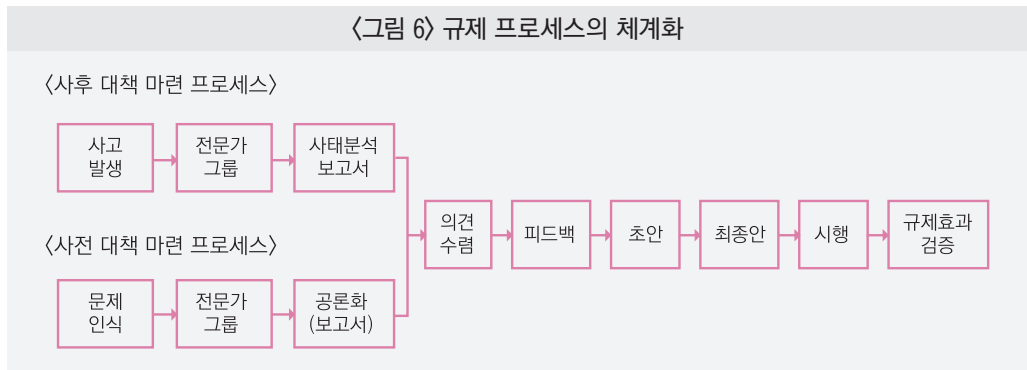 〈그림 6〉 규제 프로세스의 체계화
〈사후 대책 마련 프로세스〉
사고
발생
전문가
그룹
사태분석
보고서
〈사전 대책 마련 프로세스〉
문제
인식
전문가
그룹
공론화
(보고서)
의견
수렴
피드백
초안
최종안
시행
규제효과
검증